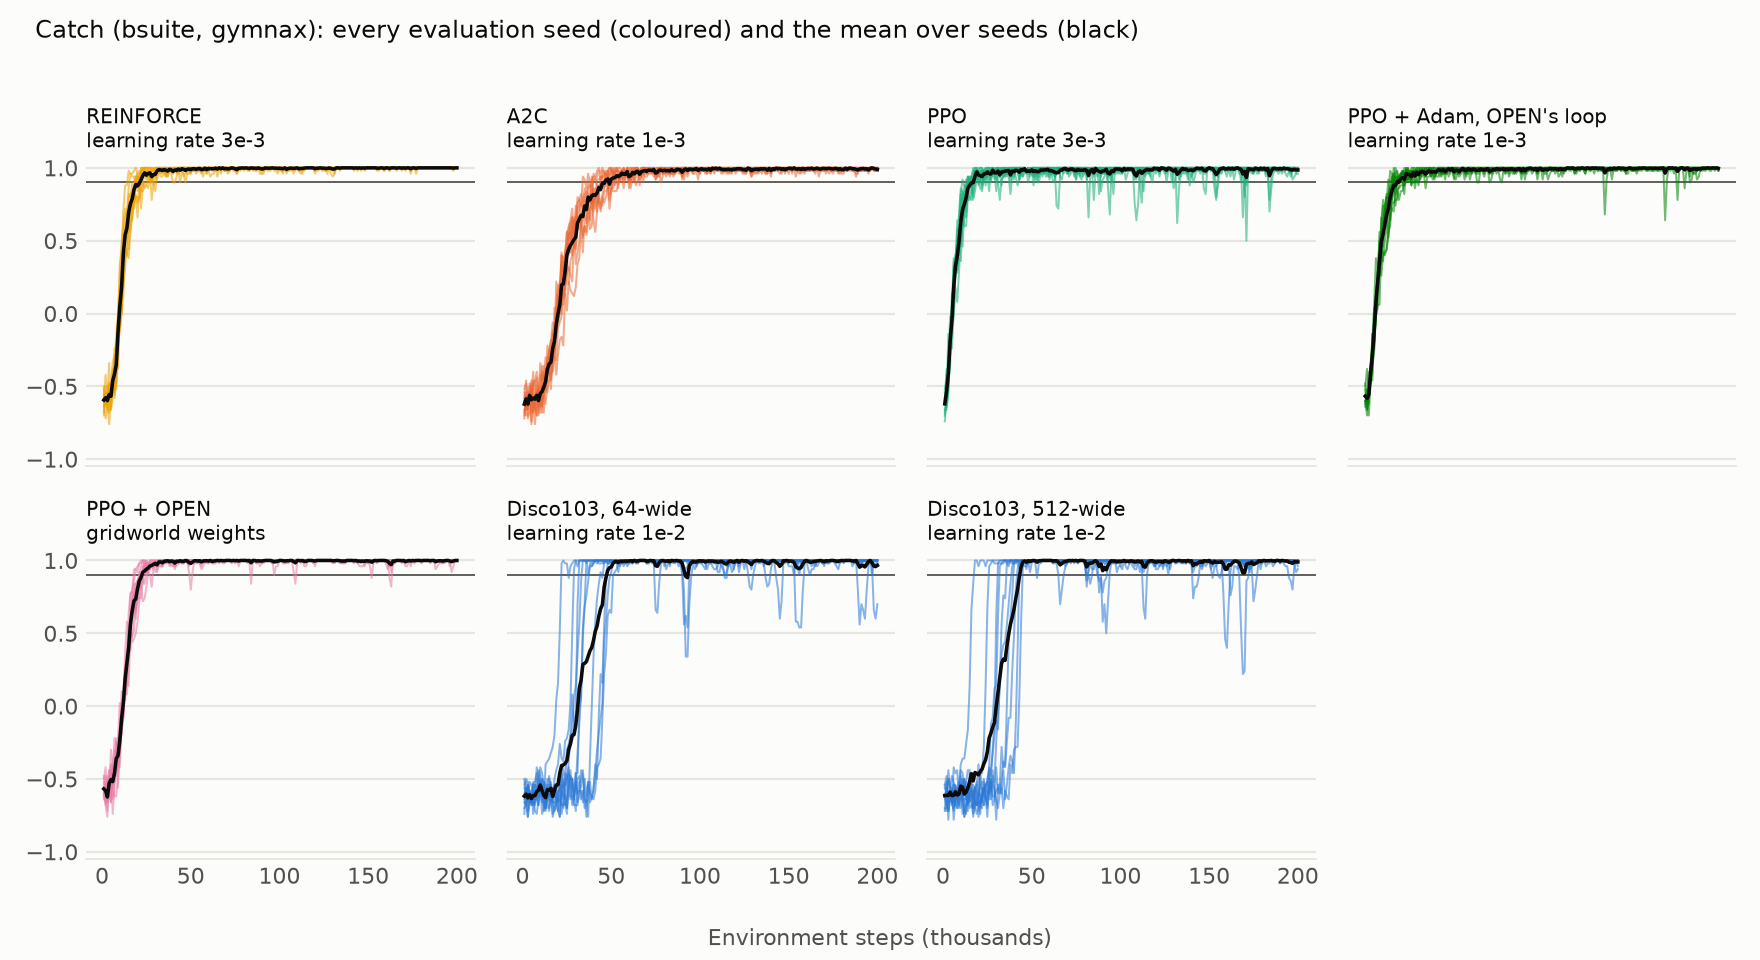 Catch (bsuite, gymnax): every evaluation seed (coloured) and the mean over seeds (black)
REINFORCE
learning rate 3e-3
A2C
learning rate 1e-3
PPO
learning rate 3e-3
PPO + Adam, OPEN's loop
learning rate 1e-3
1.0
0.5
0.0
−0.5
−1.0
PPO + OPEN
gridworld weights
Disco103, 64-wide
learning rate 1e-2
Disco103, 512-wide
learning rate 1e-2
1.0
0.5
0.0
−0.5
−1.0
0 50 100 150 200
0 50 100 150 200
0 50 100 150 200
Environment steps (thousands)